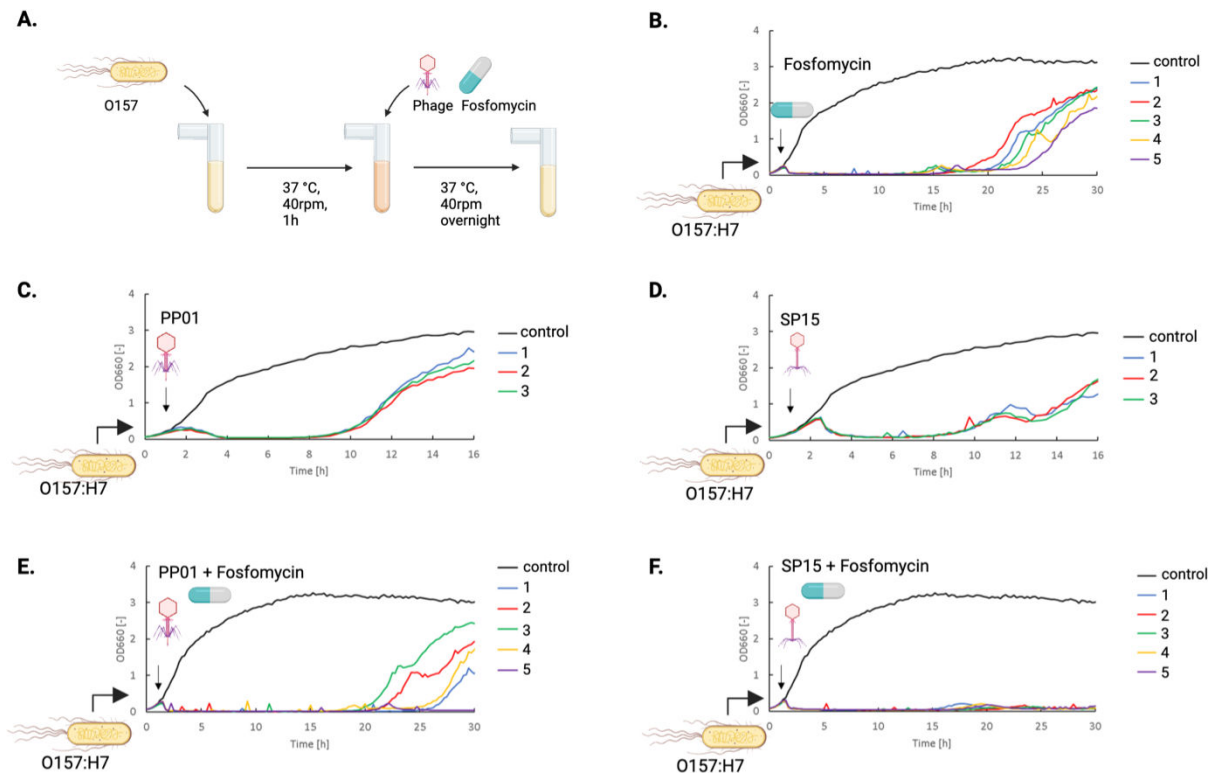 A.
O157
Phage Fosfomycin
37 °C,
40rpm,
1h
37 °C,
40rpm
overnight
B.
Fosfomycin
OD660 [-]
4
3
2
1
0
0 5 10 15 20 25 30
Time [h]
control
1
2
3
4
5
O157:H7
C.
PP01
OD660 [-]
4
3
2
1
0
0 2 4 6 8 10 12 14 16
Time [h]
control
1
2
3
O157:H7
D.
SP15
OD660 [-]
4
3
2
1
0
0 2 4 6 8 10 12 14 16
Time [h]
control
1
2
3
O157:H7
E.
PP01 + Fosfomycin
OD660 [-]
4
3
2
1
0
0 5 10 15 20 25 30
Time [h]
control
1
2
3
4
5
O157:H7
F.
SP15 + Fosfomycin
OD660 [-]
4
3
2
1
0
0 5 10 15 20 25 30
Time [h]
control
1
2
3
4
5
O157:H7